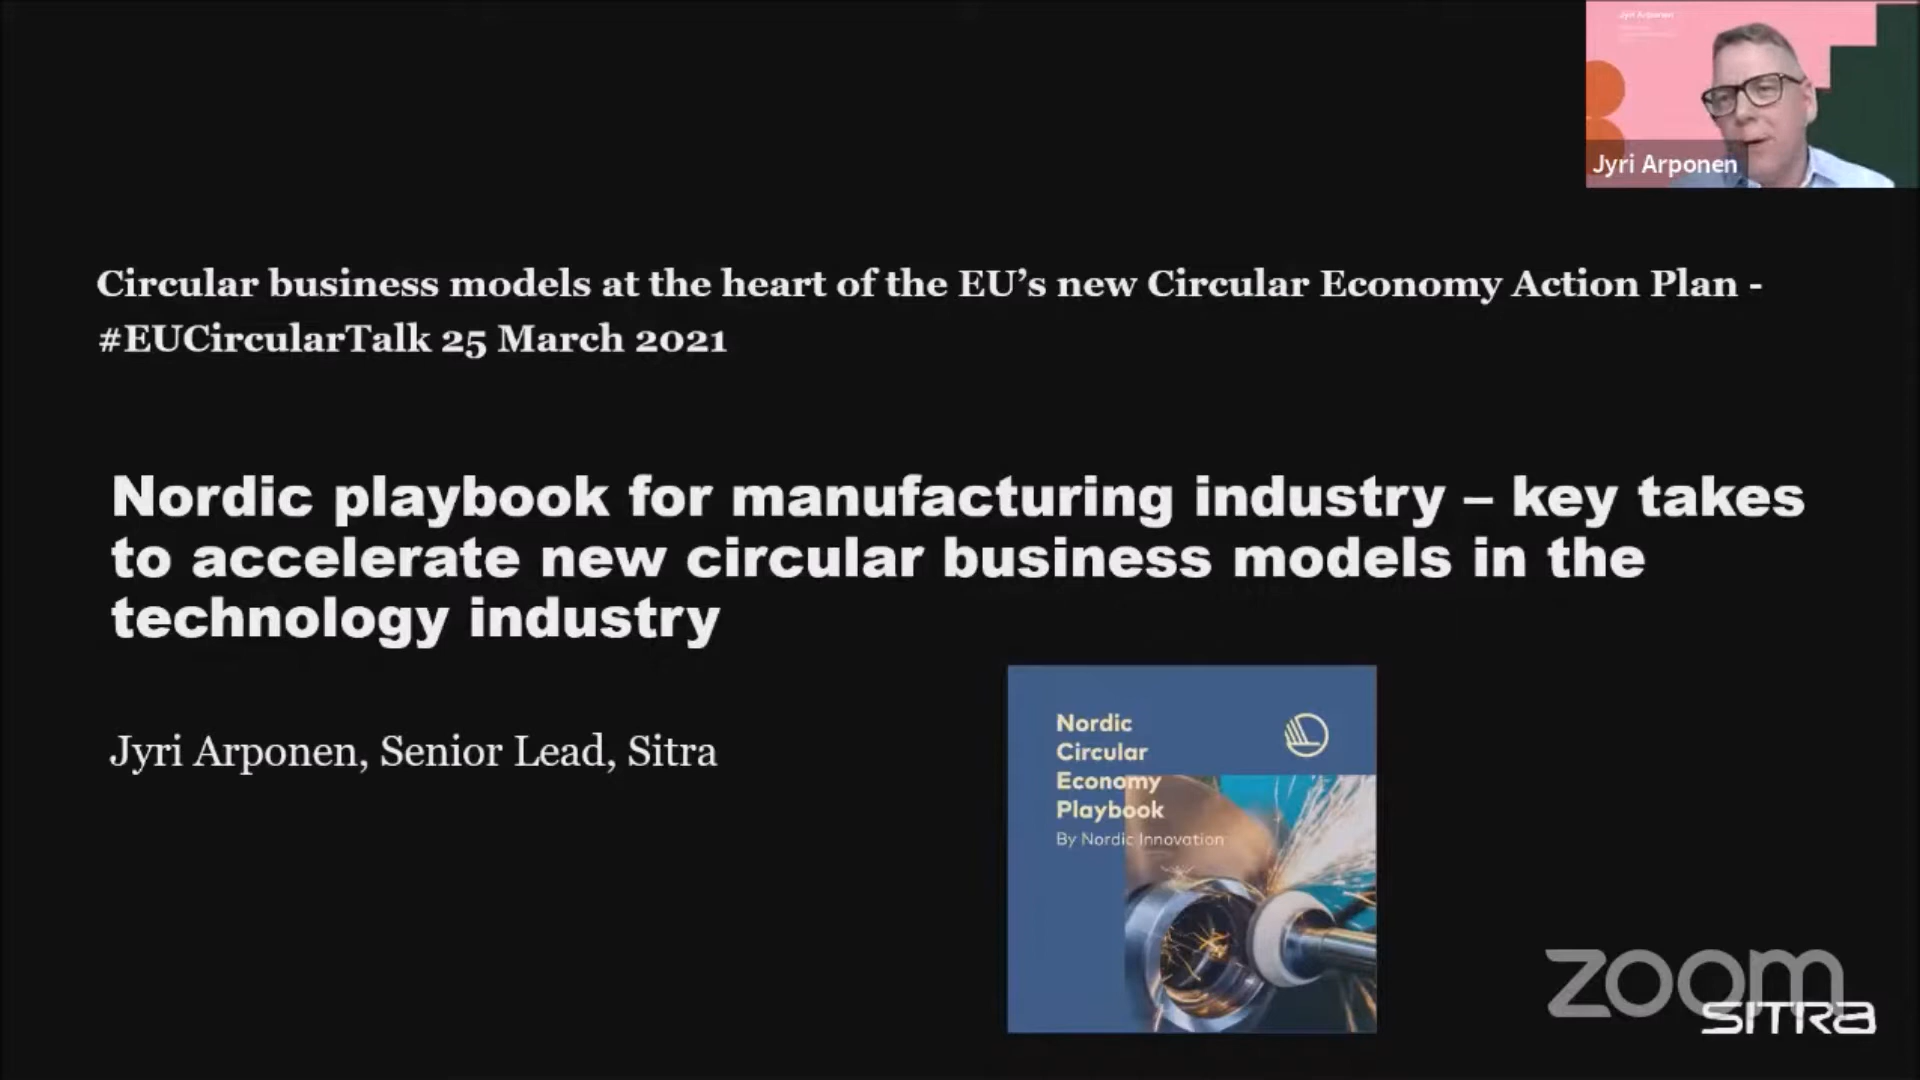 Jyri Arponen
Jyri Arponen
Circular business models at the heart of the EU's new Circular Economy Action Plan -
#EUCircularTalk 25 March 2021
Nordic playbook for manufacturing industry – key takes
to accelerate new circular business models in the
technology industry
Jyri Arponen, Senior Lead, Sitra
Nordic
Circular
Economy
Playbook
By Nordic Innovation
zoom
SITRA